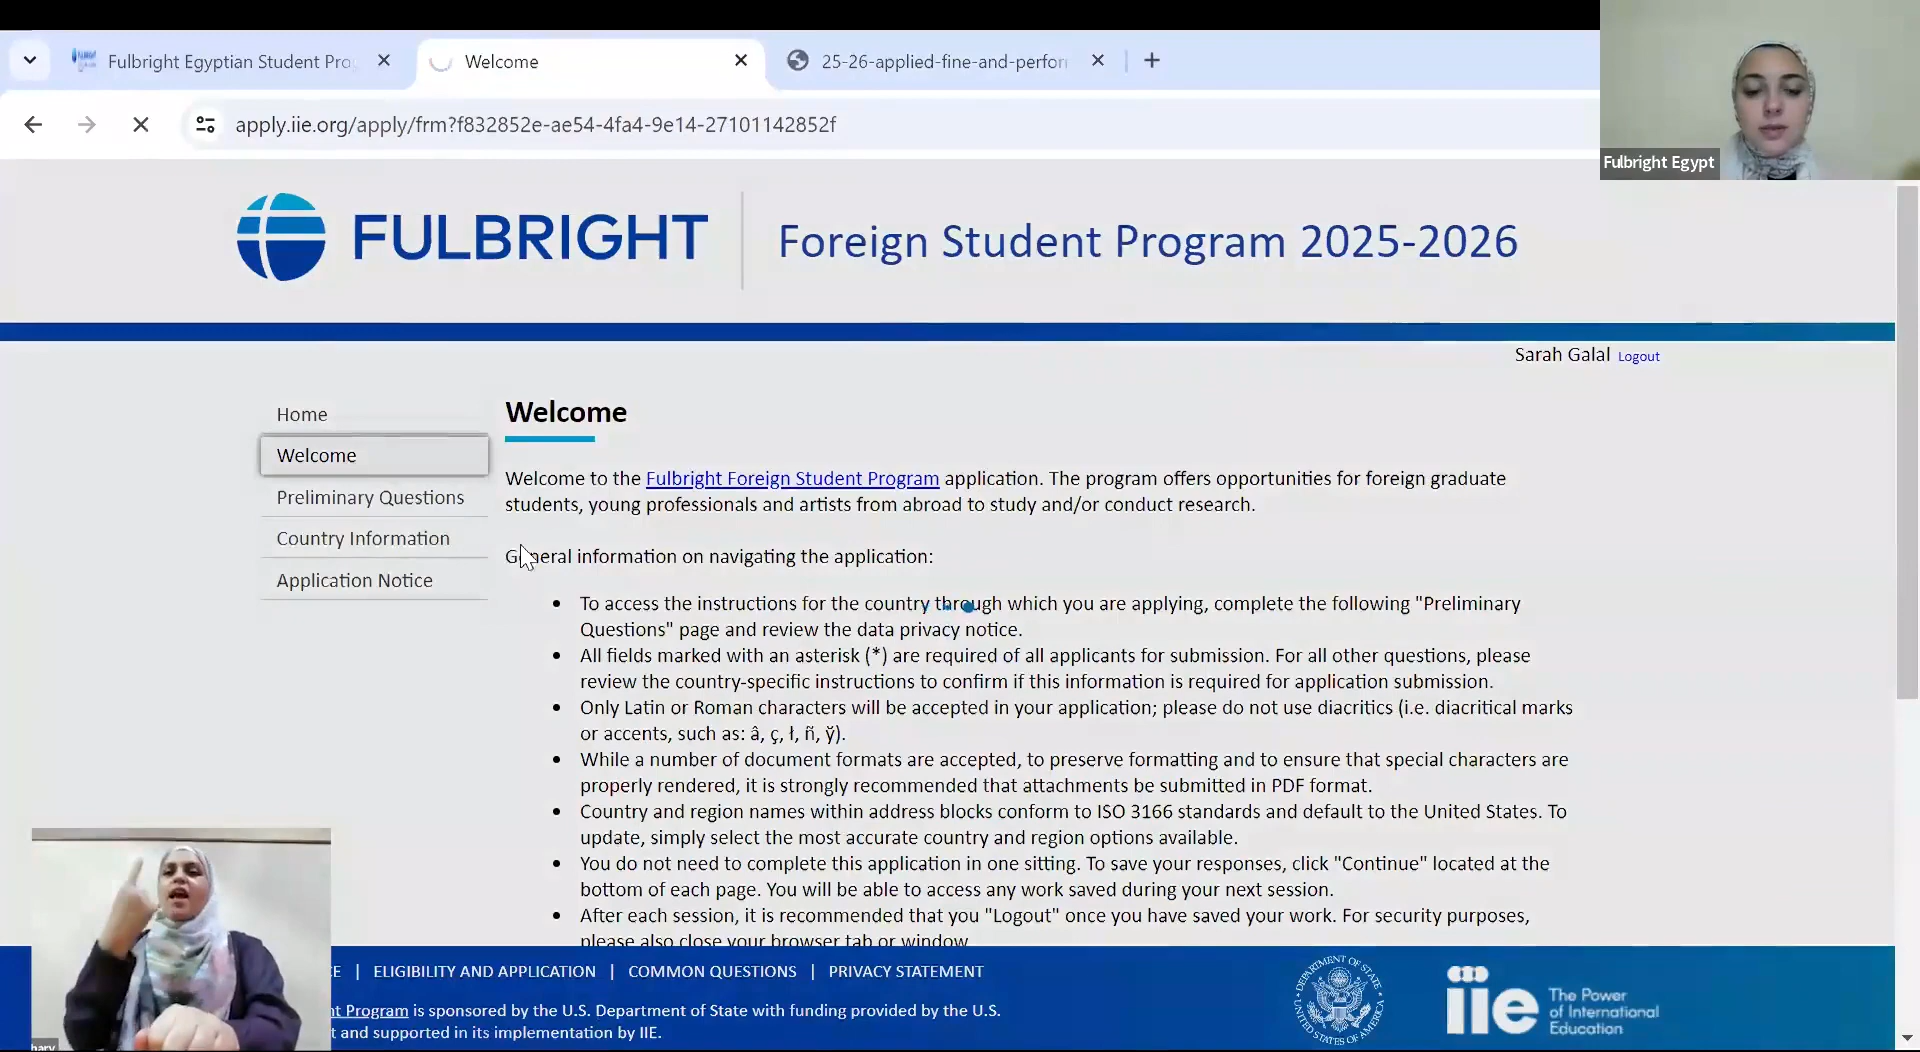 Fulbright Egyptian Student Pro
Welcome
25-26-applied-fine-and-perfor
apply.iie.org/apply/frm?f832852e-ae54-4fa4-9e14-27101142852f
Fulbright Egypt
FULBRIGHT
Foreign Student Program 2025-2026
Sarah Galal Logout
Home
Welcome
Preliminary Questions
Country Information
Application Notice
Welcome
Welcome to the Fulbright Foreign Student Program application. The program offers opportunities for foreign graduate
students, young professionals and artists from abroad to study and/or conduct research.
General information on navigating the application:
• To access the instructions for the country through which you are applying, complete the following "Preliminary
Questions" page and review the data privacy notice.
• All fields marked with an asterisk (*) are required of all applicants for submission. For all other questions, please
review the country-specific instructions to confirm if this information is required for application submission.
• Only Latin or Roman characters will be accepted in your application; please do not use diacritics (i.e. diacritical marks
or accents, such as: â, ç, ł, ñ, ў).
• While a number of document formats are accepted, to preserve formatting and to ensure that special characters are
properly rendered, it is strongly recommended that attachments be submitted in PDF format.
• Country and region names within address blocks conform to ISO 3166 standards and default to the United States. To
update, simply select the most accurate country and region options available.
• You do not need to complete this application in one sitting. To save your responses, click "Continue" located at the
bottom of each page. You will be able to access any work saved during your next session.
• After each session, it is recommended that you "Logout" once you have saved your work. For security purposes,
please also close your browser tab or window
CE | ELIGIBILITY AND APPLICATION | COMMON QUESTIONS | PRIVACY STATEMENT
nt Program is sponsored by the U.S. Department of State with funding provided by the U.S.
t and supported in its implementation by IIE.
DEPARTMENT OF STATE
UNITED STATES OF AMERICA
iie
The Power
of International
Education
hary